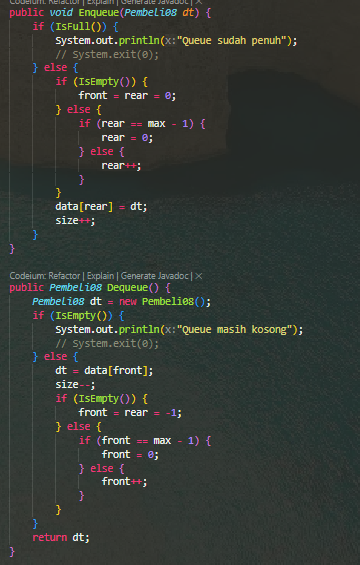 Codeium: Refactor | Explain | Generate Javadoc | ×
public void Enqueue(Pembeli08 dt) {
    if (IsFull()) {
        System.out.println(x:"Queue sudah penuh");
        // System.exit(0);
    } else {
        if (IsEmpty()) {
            front = rear = 0;
        } else {
            if (rear == max - 1) {
                rear = 0;
            } else {
                rear++;
            }
        }
        data[rear] = dt;
        size++;
    }
}
Codeium: Refactor | Explain | Generate Javadoc | ×
public Pembeli08 Dequeue() {
    Pembeli08 dt = new Pembeli08();
    if (IsEmpty()) {
        System.out.println(x:"Queue masih kosong");
        // System.exit(0);
    } else {
        dt = data[front];
        size--;
        if (IsEmpty()) {
            front = rear = -1;
        } else {
            if (front == max - 1) {
                front = 0;
            } else {
                front++;
            }
        }
    }
    return dt;
}